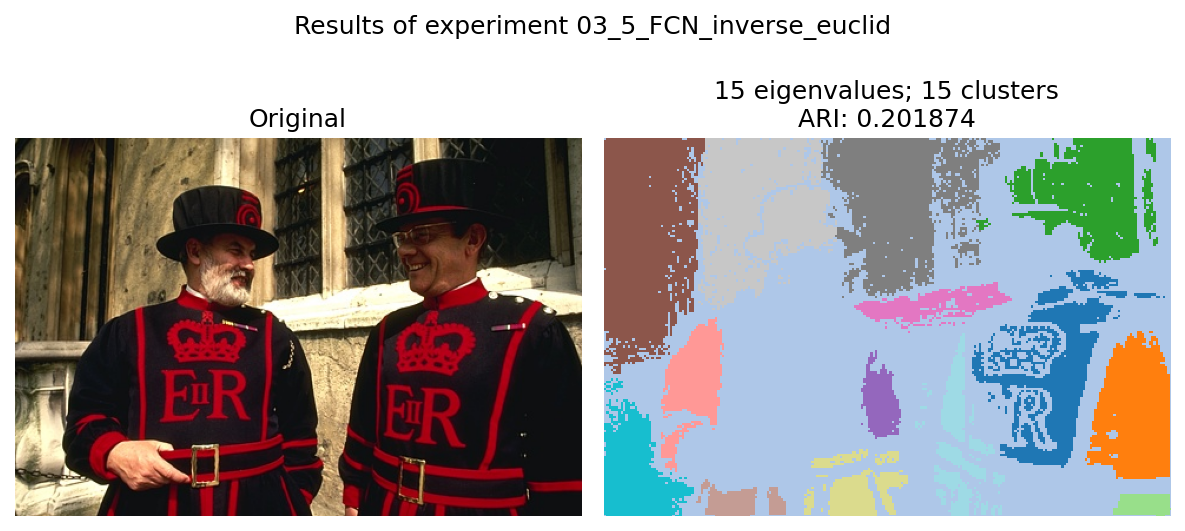 Results of experiment 03_5_FCN_inverse_euclid
Original
15 eigenvalues; 15 clusters
ARI: 0.201874
EIIR
EIIR
R